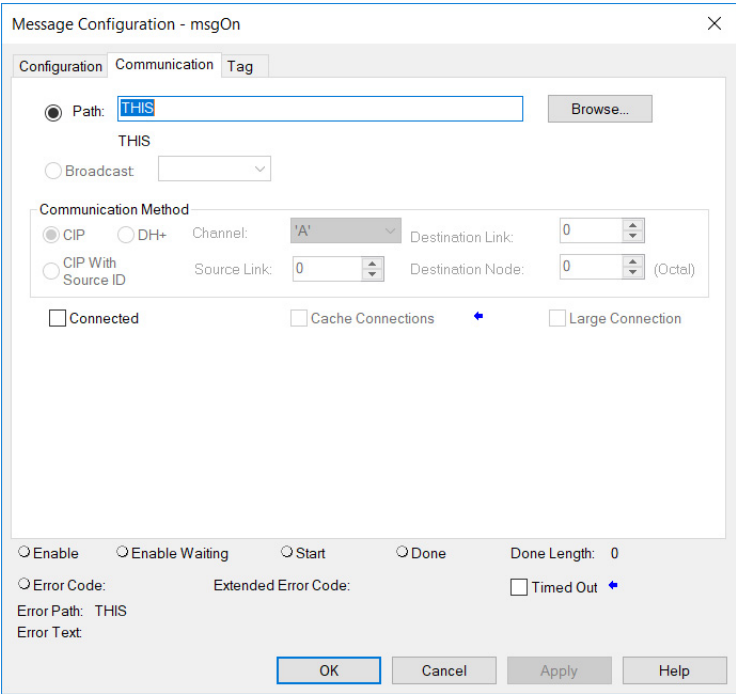 Message Configuration - msgOn
Configuration Communication Tag
Path: THIS Browse...
THIS
Broadcast:
Communication Method
CIP DH+ Channel: 'A' Destination Link: 0
CIP With
Source ID Source Link: 0 Destination Node: 0 (Octal)
Connected Cache Connections Large Connection
Enable Enable Waiting Start Done Done Length: 0
Error Code: Extended Error Code: Timed Out
Error Path: THIS
Error Text:
OK Cancel Apply Help